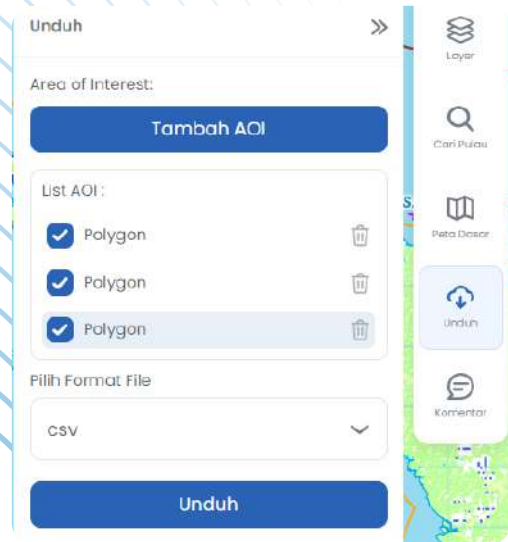 Unduh
Area of Interest:
Tambah AOI
List AOI :
Polygon
Polygon
Polygon
Pilih Format File
csv
Unduh
Layer
Cari Pulau
Peta Dasar
Unduh
Komentar